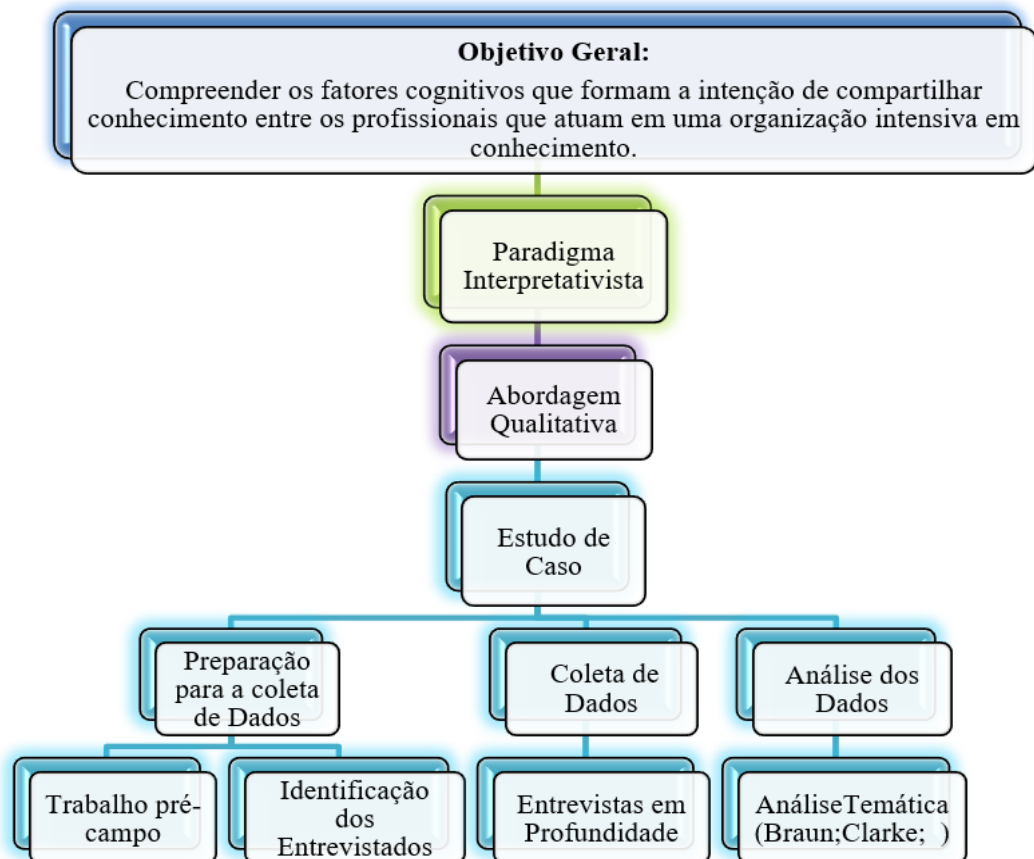 Objetivo Geral:
Compreender os fatores cognitivos que formam a intenção de compartilhar
conhecimento entre os profissionais que atuam em uma organização intensiva em
conhecimento.
Paradigma
Interpretativista
Abordagem
Qualitativa
Estudo de
Caso
Preparação
para a coleta
de Dados
Coleta de
Dados
Análise dos
Dados
Trabalho pré-
campo
Identificação
dos
Entrevistados
Entrevistas em
Profundidade
AnáliseTemática
(Braun;Clarke;  )